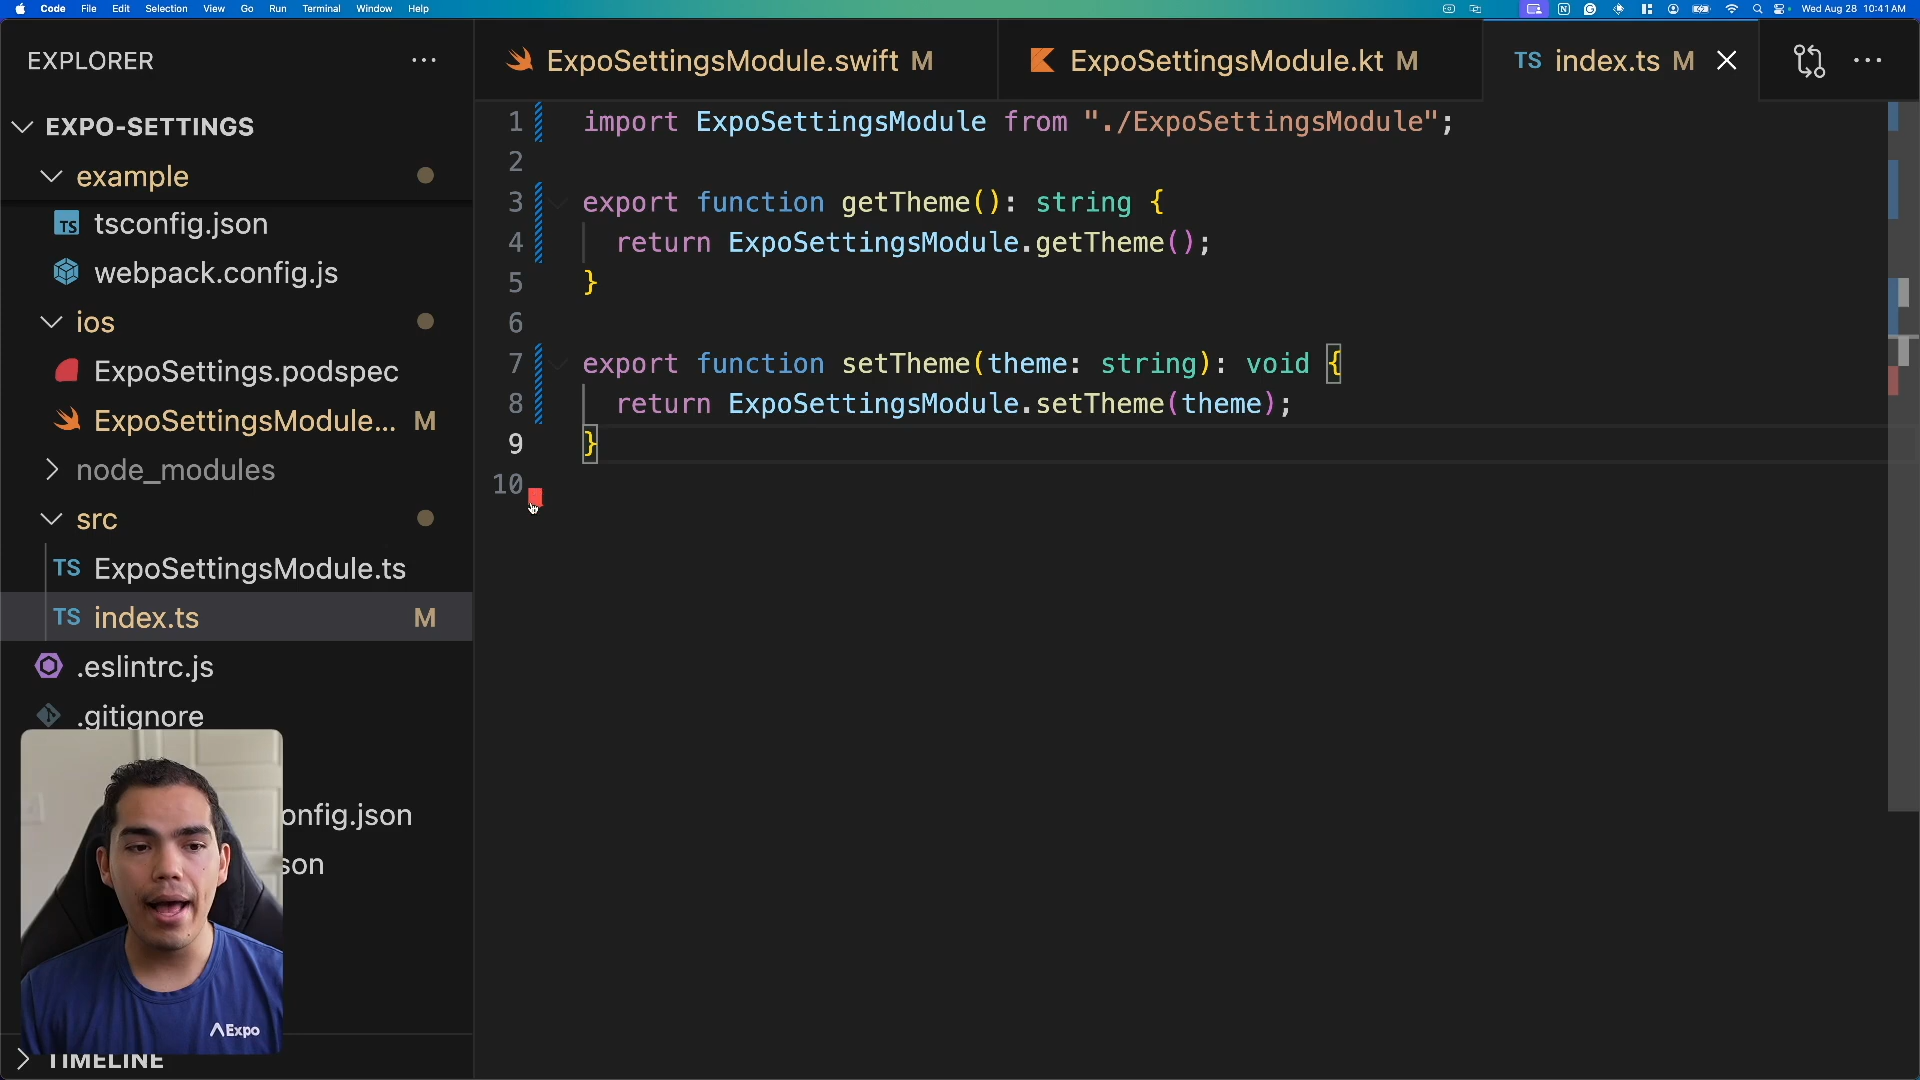 Code File Edit Selection View Go Run Terminal Window Help Wed Aug 28 10:41 AM
EXPLORER ...
ExpoSettingsModule.swift M
ExpoSettingsModule.kt M
TS index.ts M
EXPO-SETTINGS
example
TS tsconfig.json
webpack.config.js
ios
ExpoSettings.podspec
ExpoSettingsModule... M
node_modules
src
TS ExpoSettingsModule.ts
TS index.ts M
.eslintrc.js
.gitignore
onfig.json
son
TIMELINE
1 import ExpoSettingsModule from "./ExpoSettingsModule";
2
3 export function getTheme(): string {
4 return ExpoSettingsModule.getTheme();
5 }
6
7 export function setTheme(theme: string): void {
8 return ExpoSettingsModule.setTheme(theme);
9 }
10
Expo